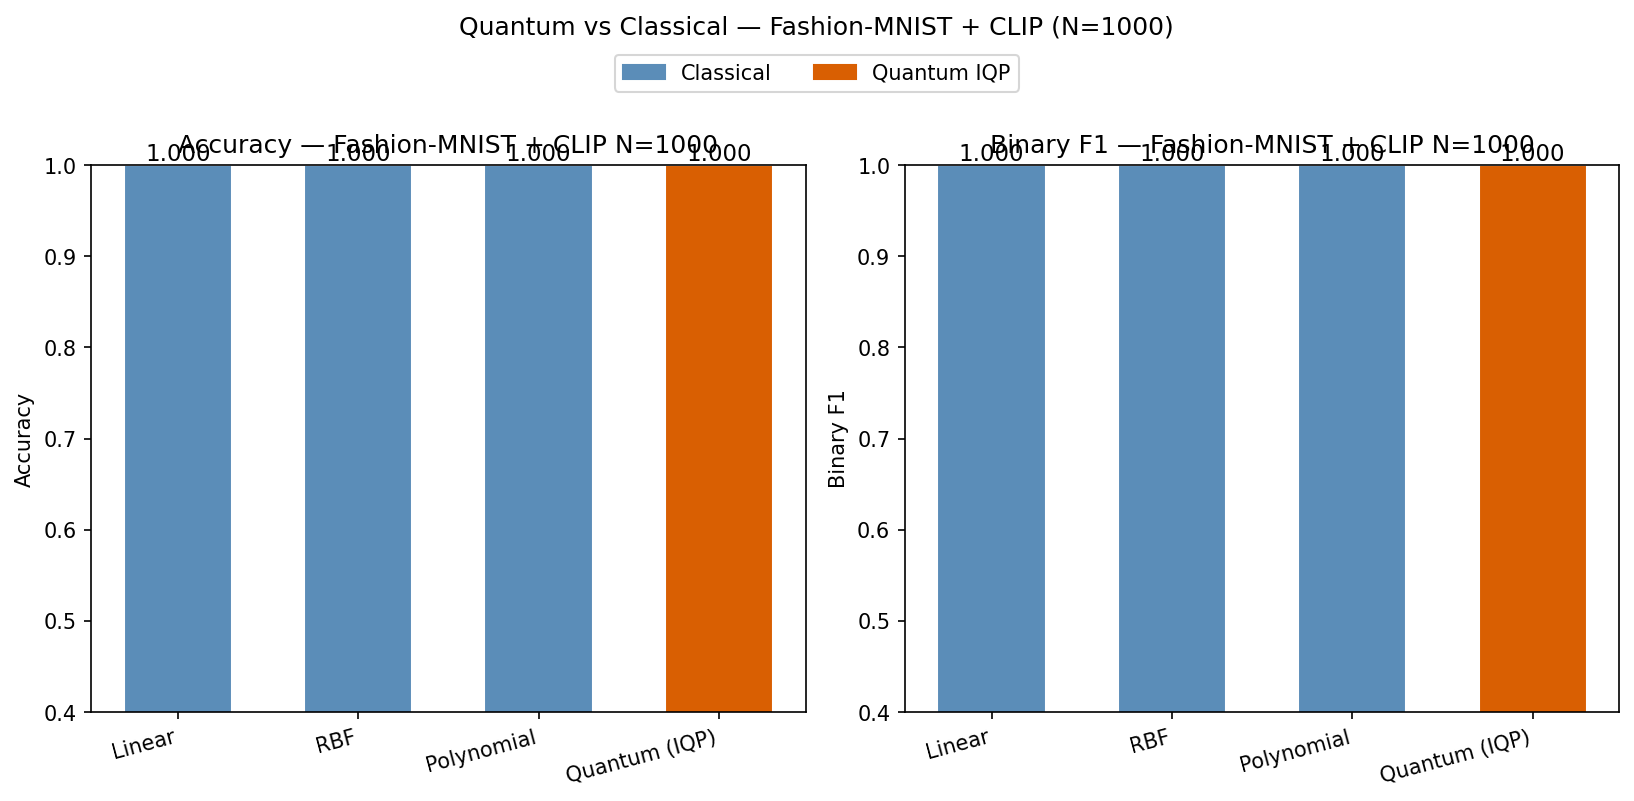 Quantum vs Classical — Fashion-MNIST + CLIP (N=1000)
Classical
Quantum IQP
Accuracy — Fashion-MNIST + CLIP N=1000
1.000
1.000
1.000
1.000
1.0
0.9
0.8
0.7
0.6
0.5
0.4
Accuracy
Linear
RBF
Polynomial
Quantum (IQP)
Binary F1 — Fashion-MNIST + CLIP N=1000
1.000
1.000
1.000
1.000
1.0
0.9
0.8
0.7
0.6
0.5
0.4
Binary F1
Linear
RBF
Polynomial
Quantum (IQP)